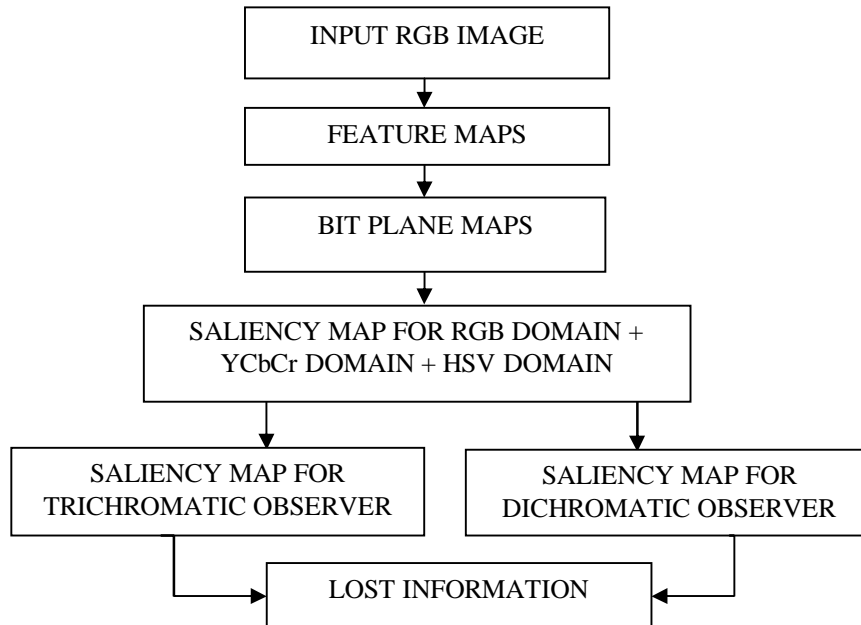 INPUT RGB IMAGE
FEATURE MAPS
BIT PLANE MAPS
SALIENCY MAP FOR RGB DOMAIN +
YCbCr DOMAIN + HSV DOMAIN
SALIENCY MAP FOR
TRICHROMATIC OBSERVER
SALIENCY MAP FOR
DICHROMATIC OBSERVER
LOST INFORMATION